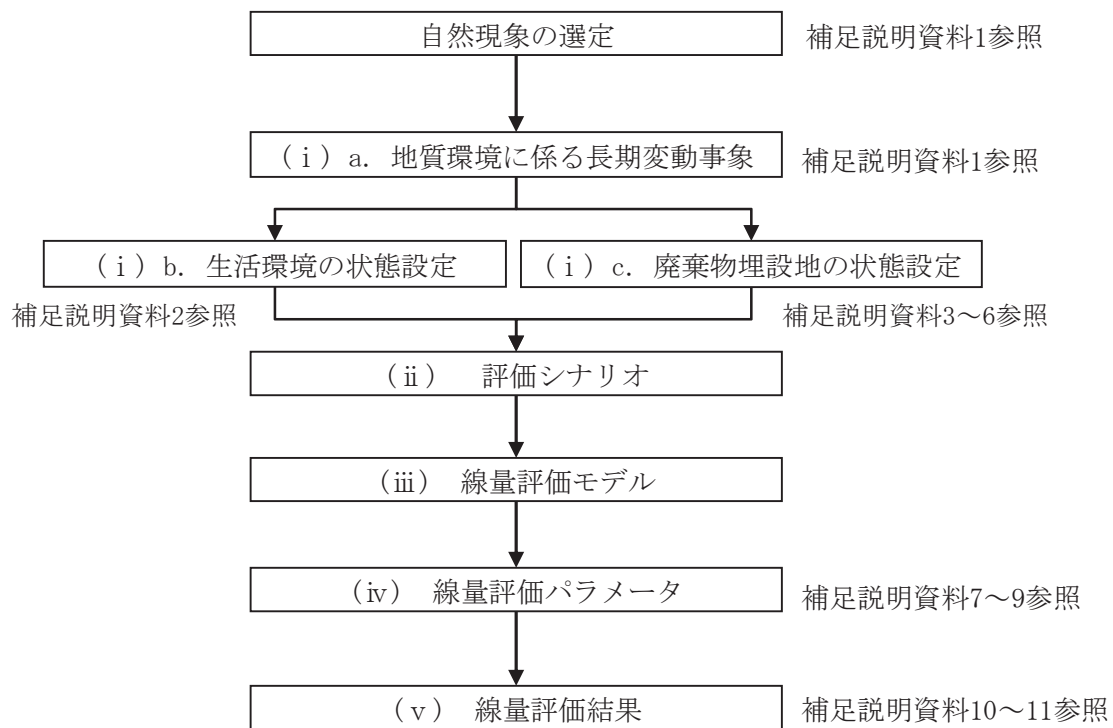 自然現象の選定
補足説明資料1参照
(ⅰ) a. 地質環境に係る長期変動事象
補足説明資料1参照
(ⅰ) b. 生活環境の状態設定
(ⅰ) c. 廃棄物埋設地の状態設定
補足説明資料2参照
補足説明資料3～6参照
(ⅱ) 評価シナリオ
(ⅲ) 線量評価モデル
(ⅳ) 線量評価パラメータ
補足説明資料7～9参照
(ⅴ) 線量評価結果
補足説明資料10～11参照